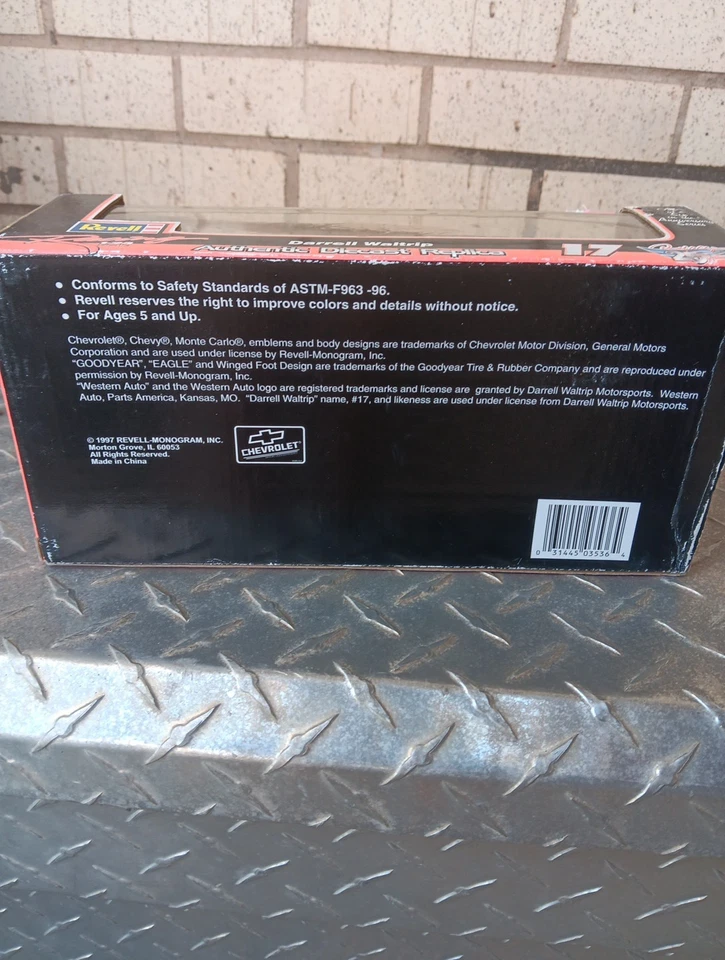 Revell
Darrell Waltrip
Authentic Diecast Replica
17
Anniversary
Series
• Conforms to Safety Standards of ASTM-F963 -96.
• Revell reserves the right to improve colors and details without notice.
• For Ages 5 and Up.
Chevrolet®, Chevy®, Monte Carlo®, emblems and body designs are trademarks of Chevrolet Motor Division, General Motors
Corporation and are used under license by Revell-Monogram, Inc.
"GOODYEAR", "EAGLE" and Winged Foot Design are trademarks of the Goodyear Tire & Rubber Company and are reproduced under
permission by Revell-Monogram, Inc.
"Western Auto" and the Western Auto logo are registered trademarks and license are granted by Darrell Waltrip Motorsports. Western
Auto, Parts America, Kansas, MO. "Darrell Waltrip" name, #17, and likeness are used under license from Darrell Waltrip Motorsports.
© 1997 REVELL-MONOGRAM, INC.
Morton Grove, IL 60053
All Rights Reserved.
Made in China
CHEVROLET
0 31445 03536 4